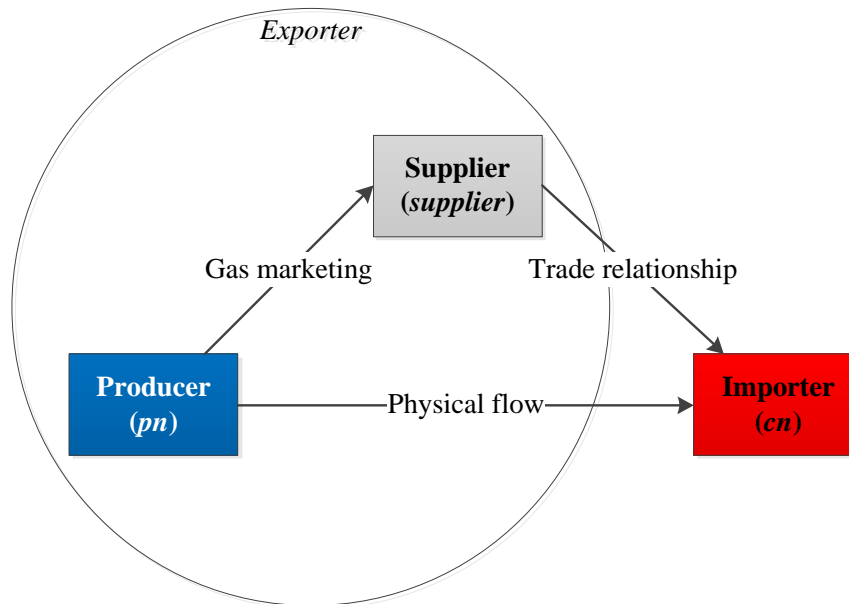 Exporter
Supplier
(supplier)
Gas marketing
Trade relationship
Producer
(pn)
Physical flow
Importer
(cn)